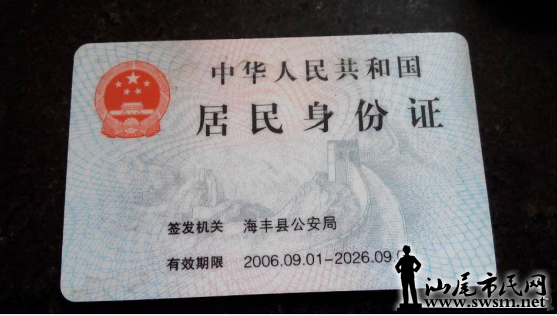 中华人民共和国
居民身份证
签发机关 海丰县公安局
有效期限 2006.09.01-2026.09
汕尾市民网
www.swsm.net